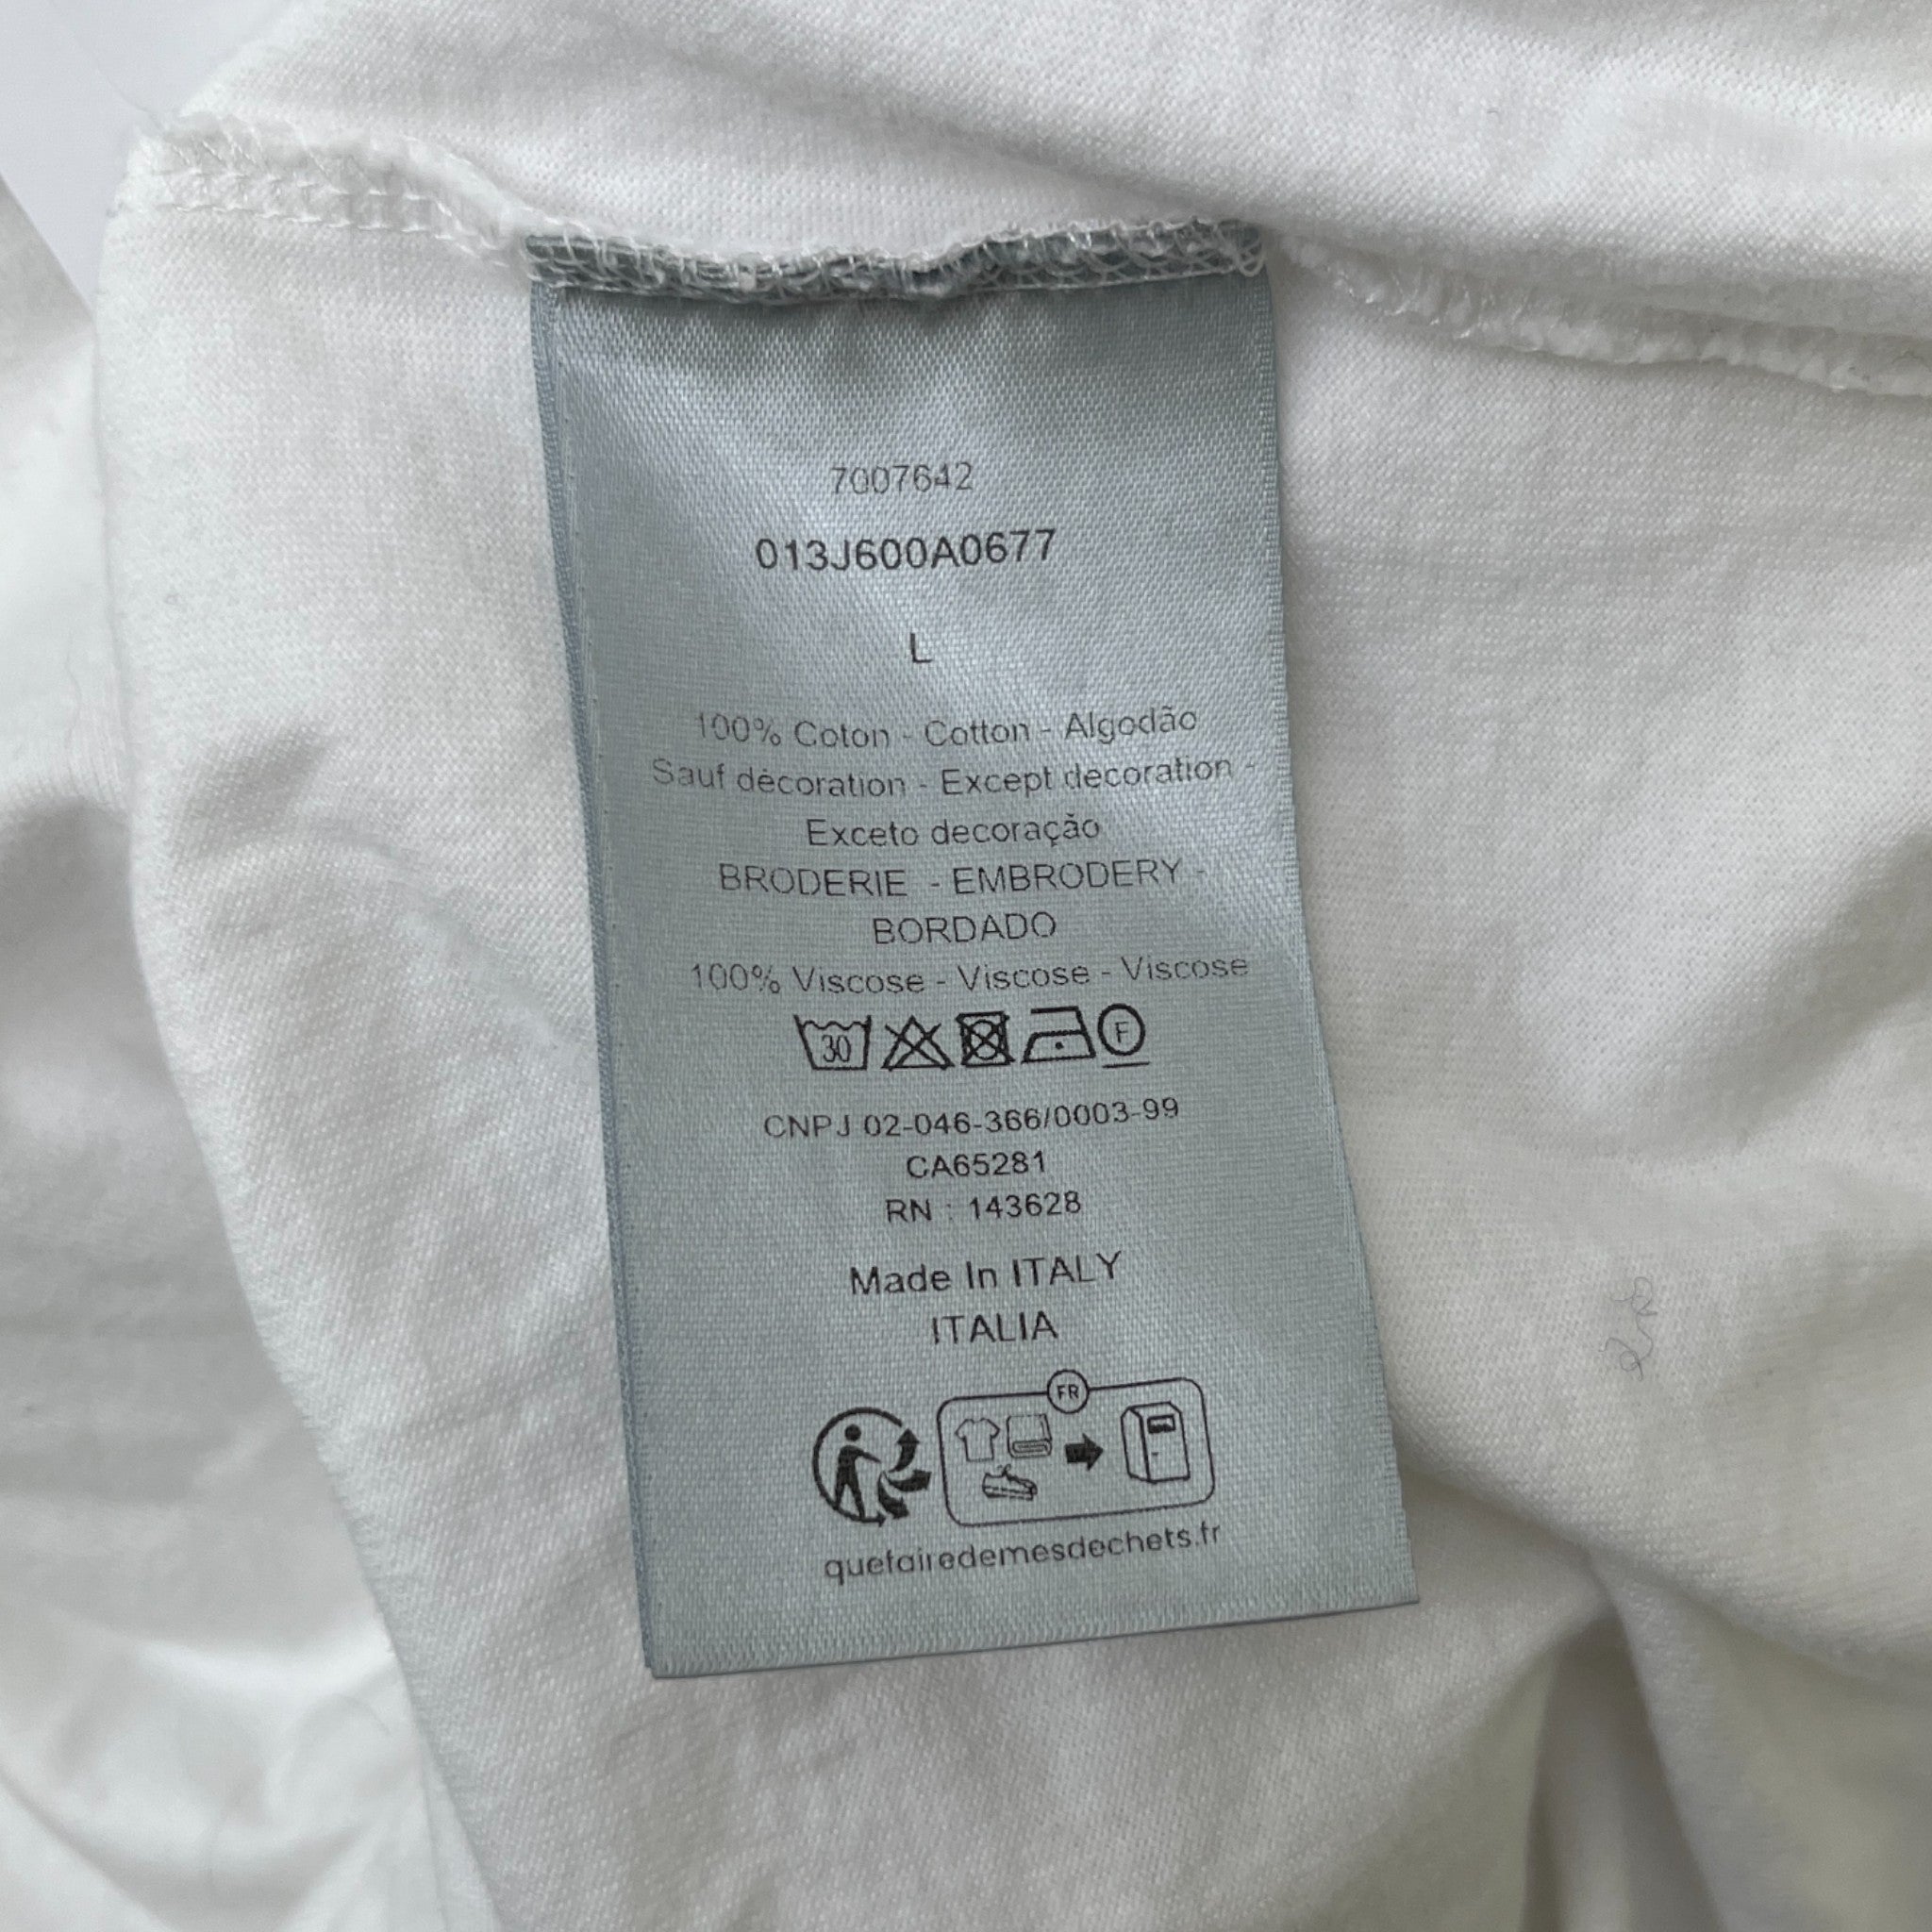 7007642
013J600A0677
L
100% Coton - Cotton - Algodão
Sauf décoration - Except decoration -
Exceto decoração
BRODERIE - EMBRODERY -
BORDADO
100% Viscose - Viscose - Viscose
30 F
CNPJ 02-046-366/0003-99
CA65281
RN : 143628
Made In ITALY
ITALIA
FR
quefairedemesdechets.fr